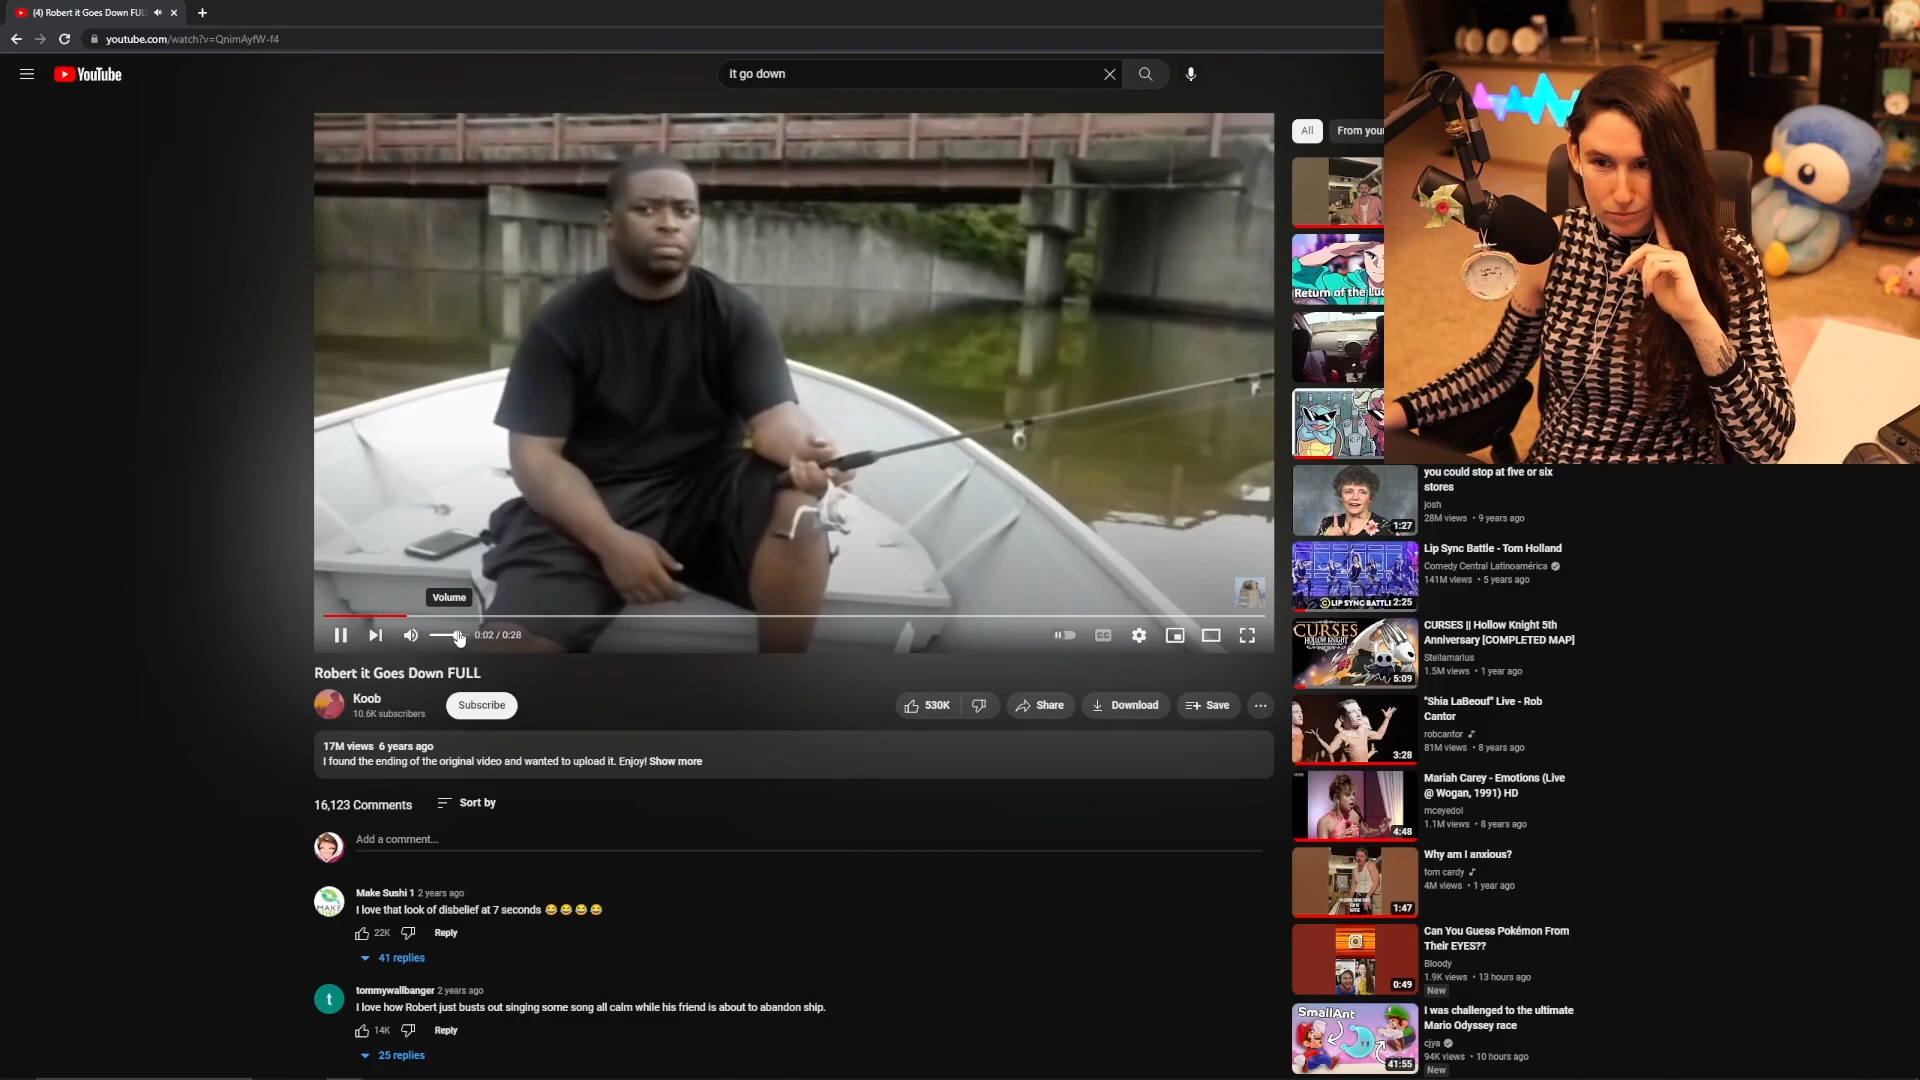 (4) Robert it Goes Down FUL
youtube.com/watch?v=QnimAyfW-f4
YouTube
it go down
All
From your
Return of the Luc
Volume
0:02 / 0:28
CC
Robert it Goes Down FULL
Koob
10.6K subscribers
Subscribe
530K
Share
Download
Save
17M views 6 years ago
I found the ending of the original video and wanted to upload it. Enjoy! Show more
16,123 Comments
Sort by
Add a comment...
MAKE
Make Sushi 1 2 years ago
I love that look of disbelief at 7 seconds 😂😂😂😂
22K
Reply
41 replies
t
tommywallbanger 2 years ago
I love how Robert just busts out singing some song all calm while his friend is about to abandon ship.
14K
Reply
25 replies
you could stop at five or six
stores
josh
28M views • 9 years ago
1:27
Lip Sync Battle - Tom Holland
Comedy Central Latinoamérica
141M views • 5 years ago
LIP SYNC BATTL
2:25
CURSES || Hollow Knight 5th
Anniversary [COMPLETED MAP]
Stellamarius
1.5M views • 1 year ago
CURSES
HOLLOW KNIGHT
5:09
"Shia LaBeouf" Live - Rob
Cantor
robcantor
81M views • 8 years ago
3:28
Mariah Carey - Emotions (Live
@ Wogan, 1991) HD
mceyedol
1.1M views • 8 years ago
4:48
Why am I anxious?
tom cardy
4M views • 1 year ago
1:47
Can You Guess Pokémon From
Their EYES??
Bloody
1.9K views • 13 hours ago
New
0:49
I was challenged to the ultimate
Mario Odyssey race
cjya
94K views • 10 hours ago
New
SmallAnt
41:55